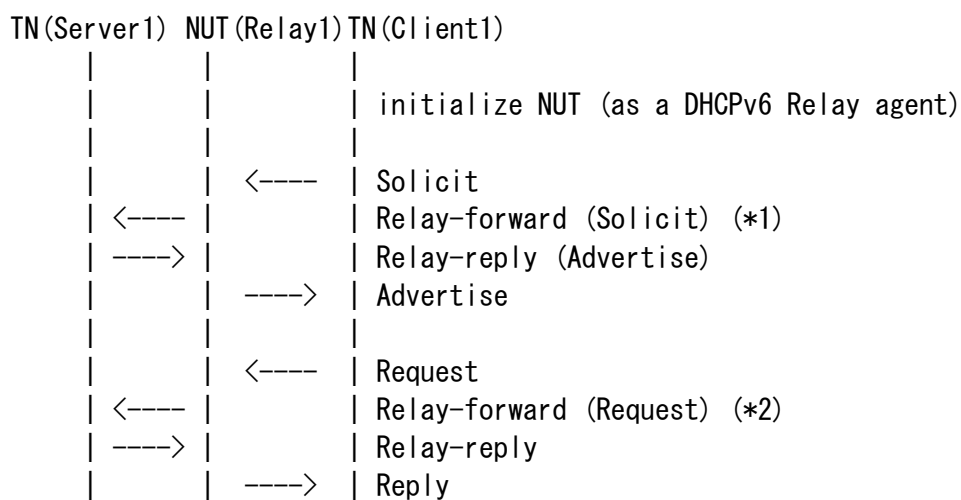 TN(Server1) NUT(Relay1)TN(Client1)
| | |
| | | initialize NUT (as a DHCPv6 Relay agent)
| | |
| | <---- | Solicit
| <---- | | Relay-forward (Solicit) (*1)
| ----> | | Relay-reply (Advertise)
| | ----> | Advertise
| | |
| | <---- | Request
| <---- | | Relay-forward (Request) (*2)
| ----> | | Relay-reply
| | ----> | Reply